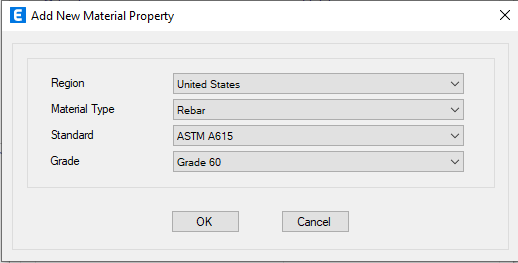 E Add New Material Property
Region United States
Material Type Rebar
Standard ASTM A615
Grade Grade 60
OK Cancel